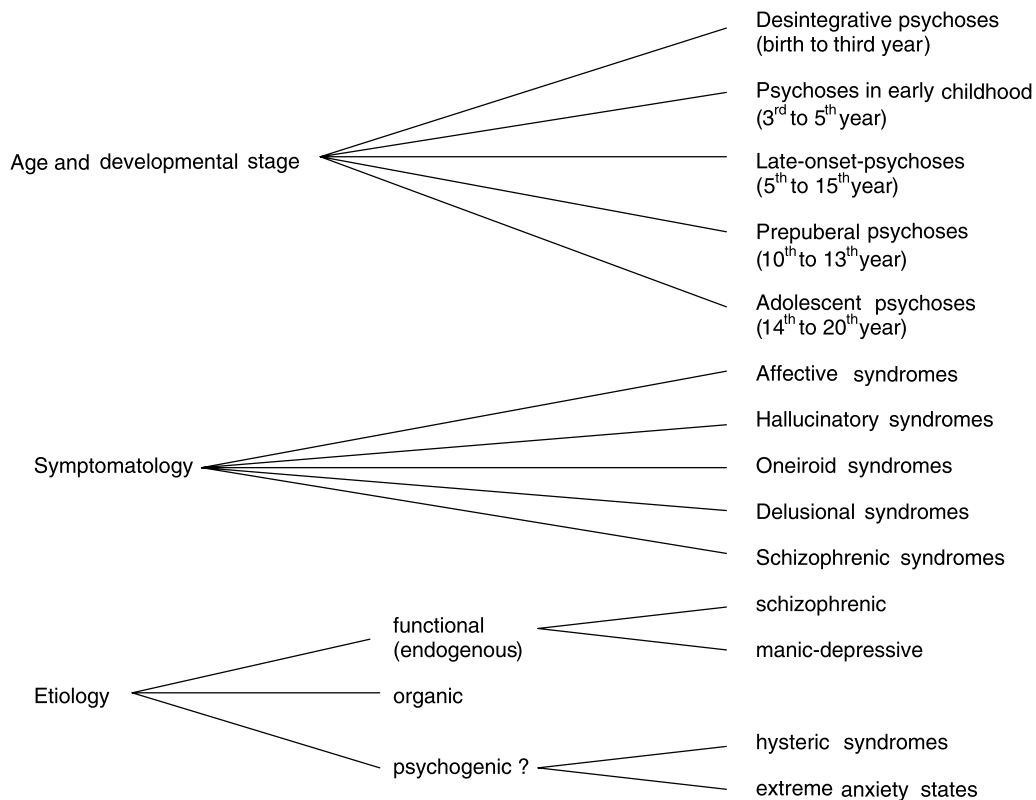 Age and developmental stage
Desintegrative psychoses
(birth to third year)
Psychoses in early childhood
(3rd to 5th year)
Late-onset-psychoses
(5th to 15th year)
Prepuberal psychoses
(10th to 13th year)
Adolescent psychoses
(14th to 20th year)
Symptomatology
Affective syndromes
Hallucinatory syndromes
Oneiroid syndromes
Delusional syndromes
Schizophrenic syndromes
Etiology
functional
(endogenous)
schizophrenic
manic-depressive
organic
psychogenic ?
hysteric syndromes
extreme anxiety states